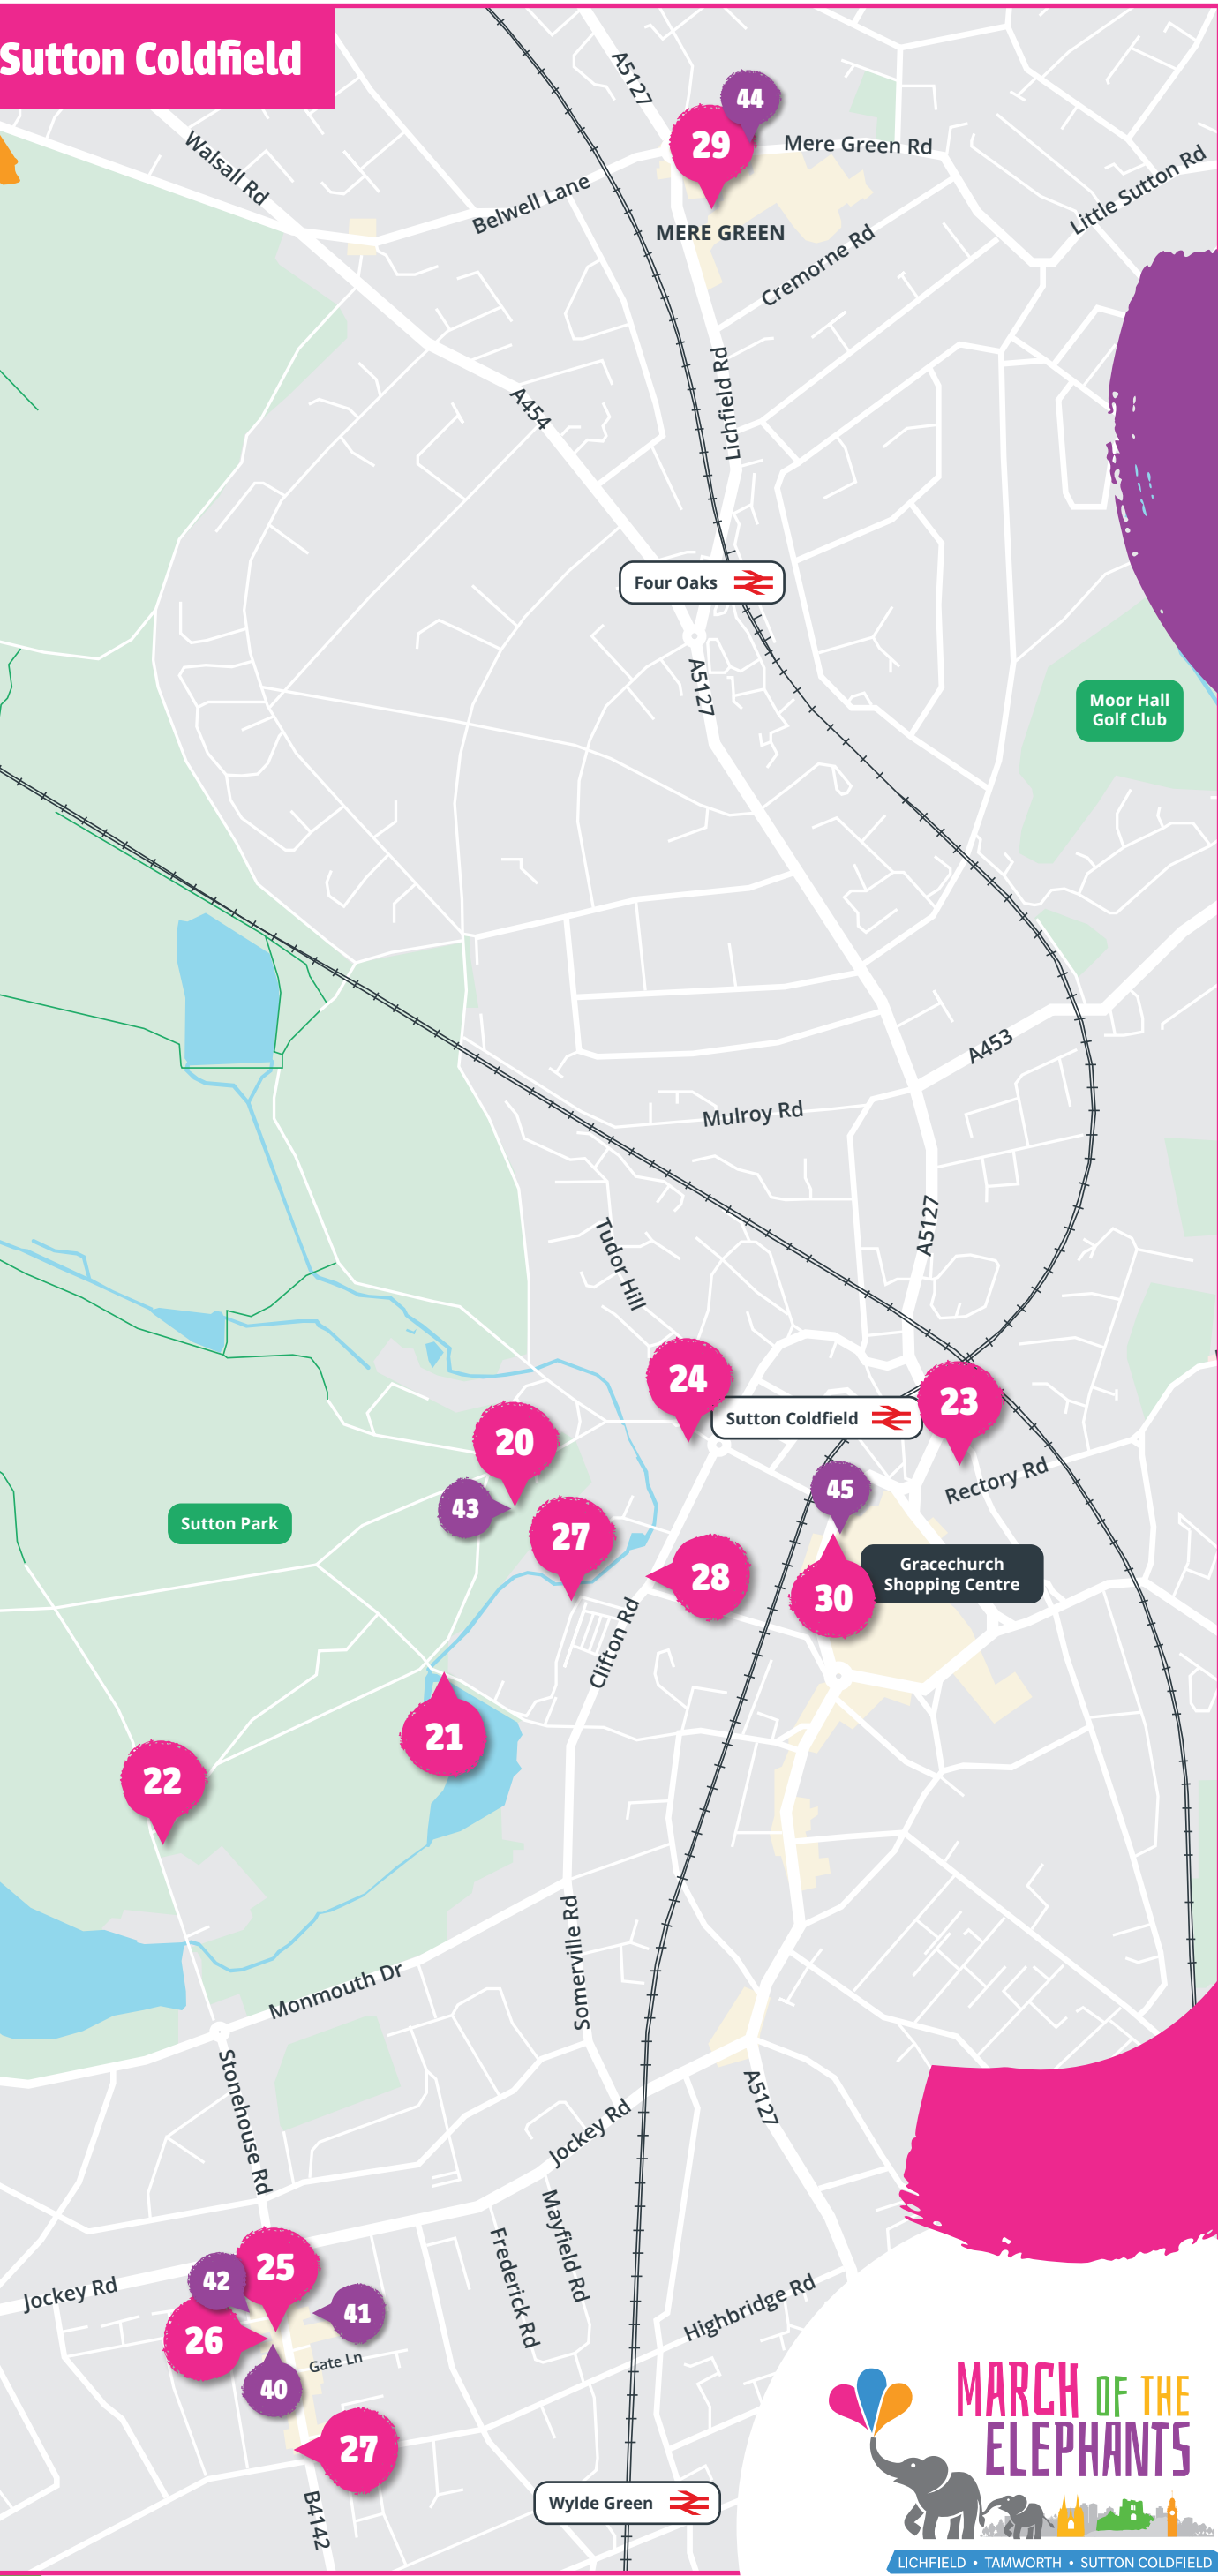 Sutton Coldfield
A5127
44
29
Mere Green Rd
Walsall Rd
Little Sutton Rd
Belwell Lane
MERE GREEN
Cremorne Rd
Lichfield Rd
A454
Four Oaks
A5127
Moor Hall
Golf Club
A453
Mulroy Rd
A5127
Tudor Hill
24
23
Sutton Coldfield
20
Rectory Rd
45
43
Sutton Park
27
Gracechurch
Shopping Centre
28
30
Clifton Rd
21
22
Somerville Rd
Monmouth Dr
Stonehouse Rd
A5127
Jockey Rd
Mayfield Rd
Frederick Rd
25
42
Jockey Rd
41
Highbridge Rd
26
Gate Ln
40
27
MARCH OF THE
ELEPHANTS
B4142
Wylde Green
LICHFIELD • TAMWORTH • SUTTON COLDFIELD